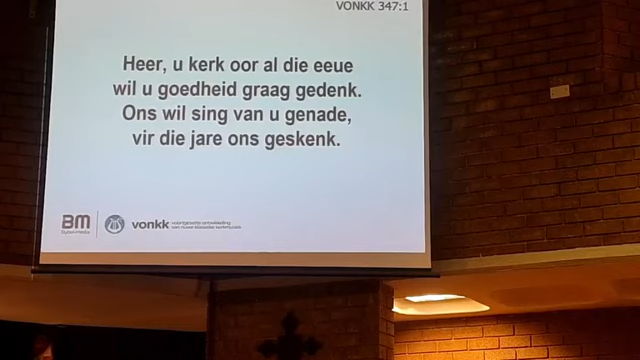 VONKK 347:1
Heer, u kerk oor al die eeue
wil u goedheid graag gedenk.
Ons wil sing van u genade,
vir die jare ons geskenk.
BM
vonkk